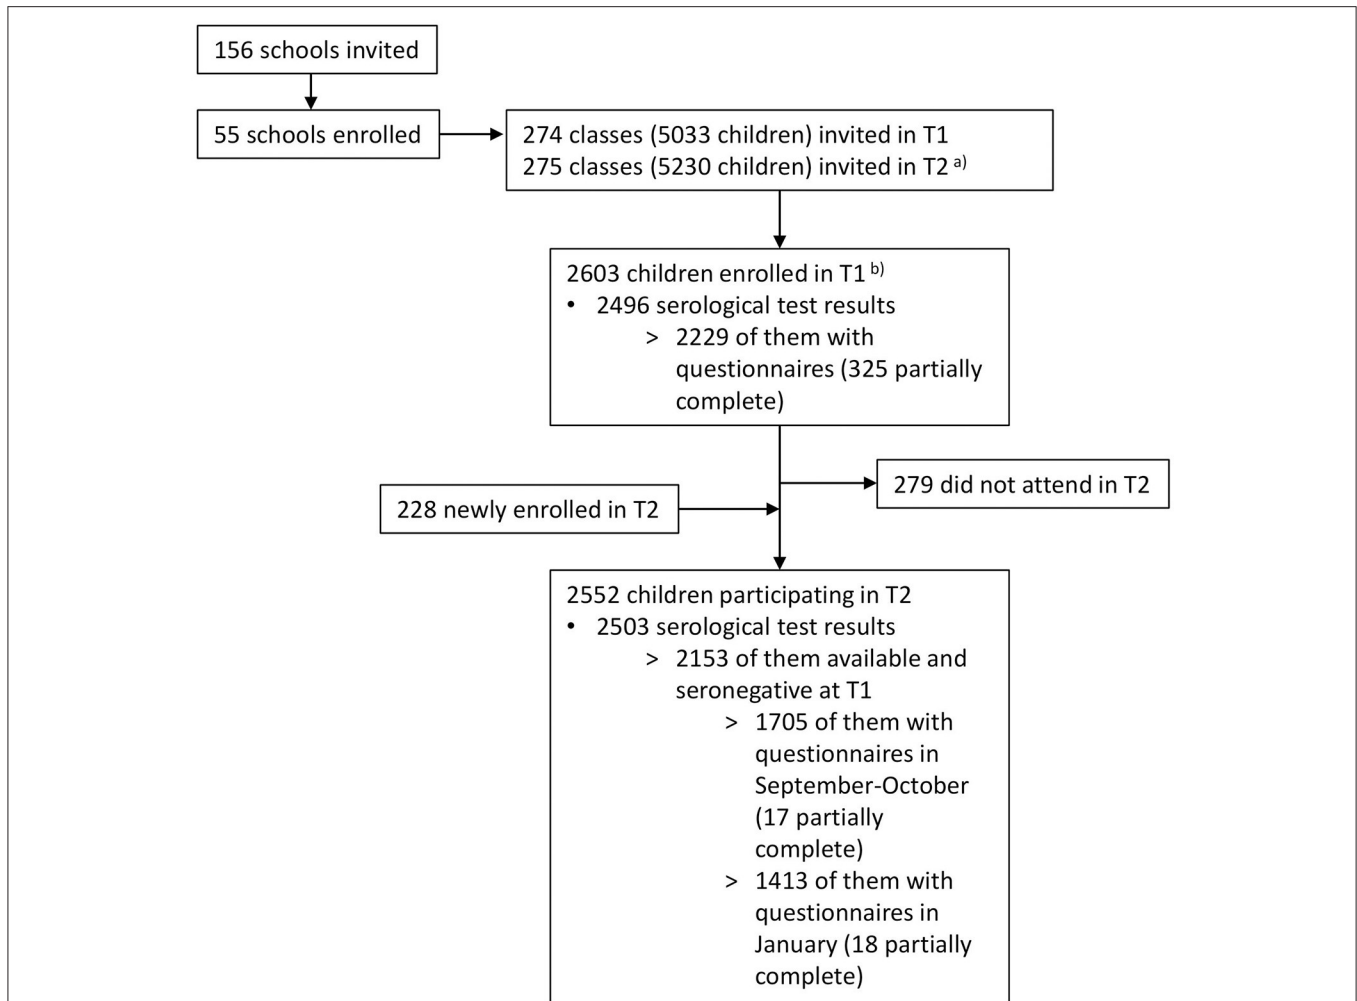 156 schools invited
55 schools enrolled
274 classes (5033 children) invited in T1
275 classes (5230 children) invited in T2 a)
2603 children enrolled in T1 b)
• 2496 serological test results
> 2229 of them with
questionnaires (325 partially
complete)
279 did not attend in T2
228 newly enrolled in T2
2552 children participating in T2
• 2503 serological test results
> 2153 of them available and
seronegative at T1
> 1705 of them with
questionnaires in
September-October
(17 partially
complete)
> 1413 of them with
questionnaires in
January (18 partially
complete)